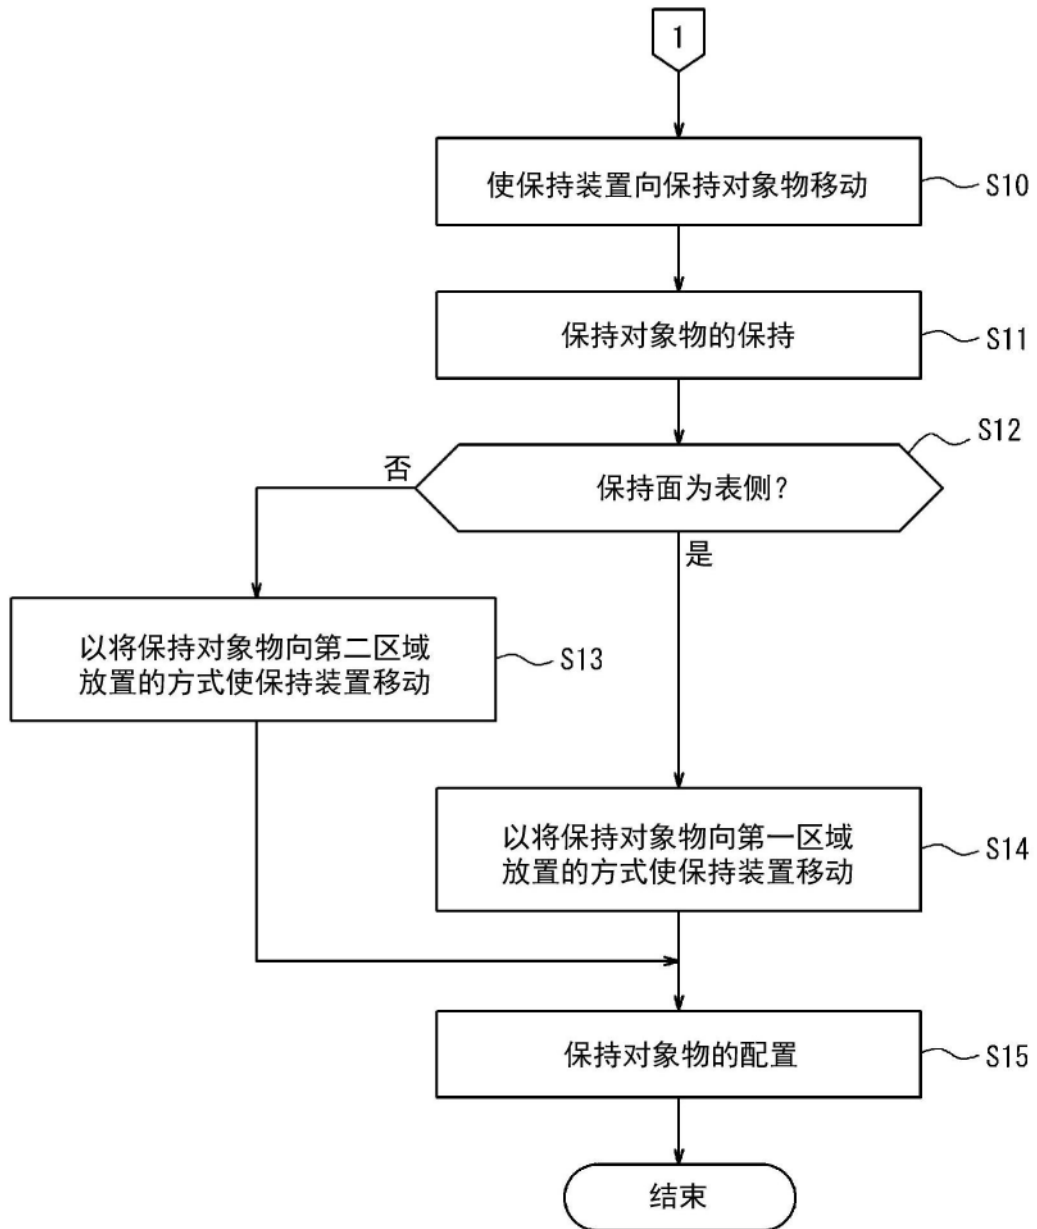 1
使保持装置向保持对象物移动
S10
保持对象物的保持
S11
S12
保持面为表侧?
否
是
以将保持对象物向第二区域
放置的方式使保持装置移动
S13
以将保持对象物向第一区域
放置的方式使保持装置移动
S14
保持对象物的配置
S15
结束